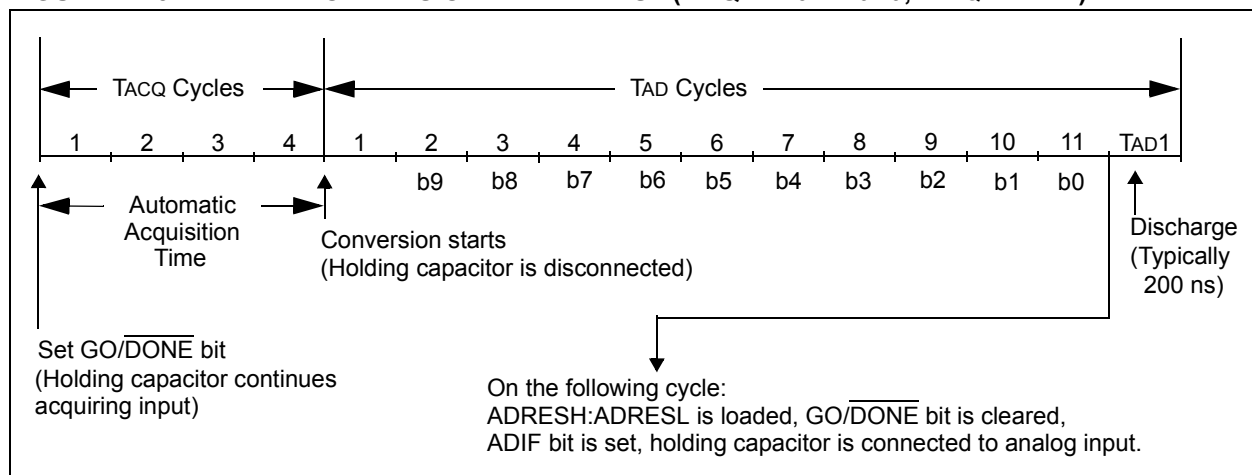 TACQ Cycles TAD Cycles
1 2 3 4 1 2 3 4 5 6 7 8 9 10 11 TAD1
b9 b8 b7 b6 b5 b4 b3 b2 b1 b0
Automatic
Acquisition
Time
Conversion starts
(Holding capacitor is disconnected)
Discharge
(Typically
200 ns)
Set GO/DONE bit
(Holding capacitor continues
acquiring input)
On the following cycle:
ADRESH:ADRESL is loaded, GO/DONE bit is cleared,
ADIF bit is set, holding capacitor is connected to analog input.